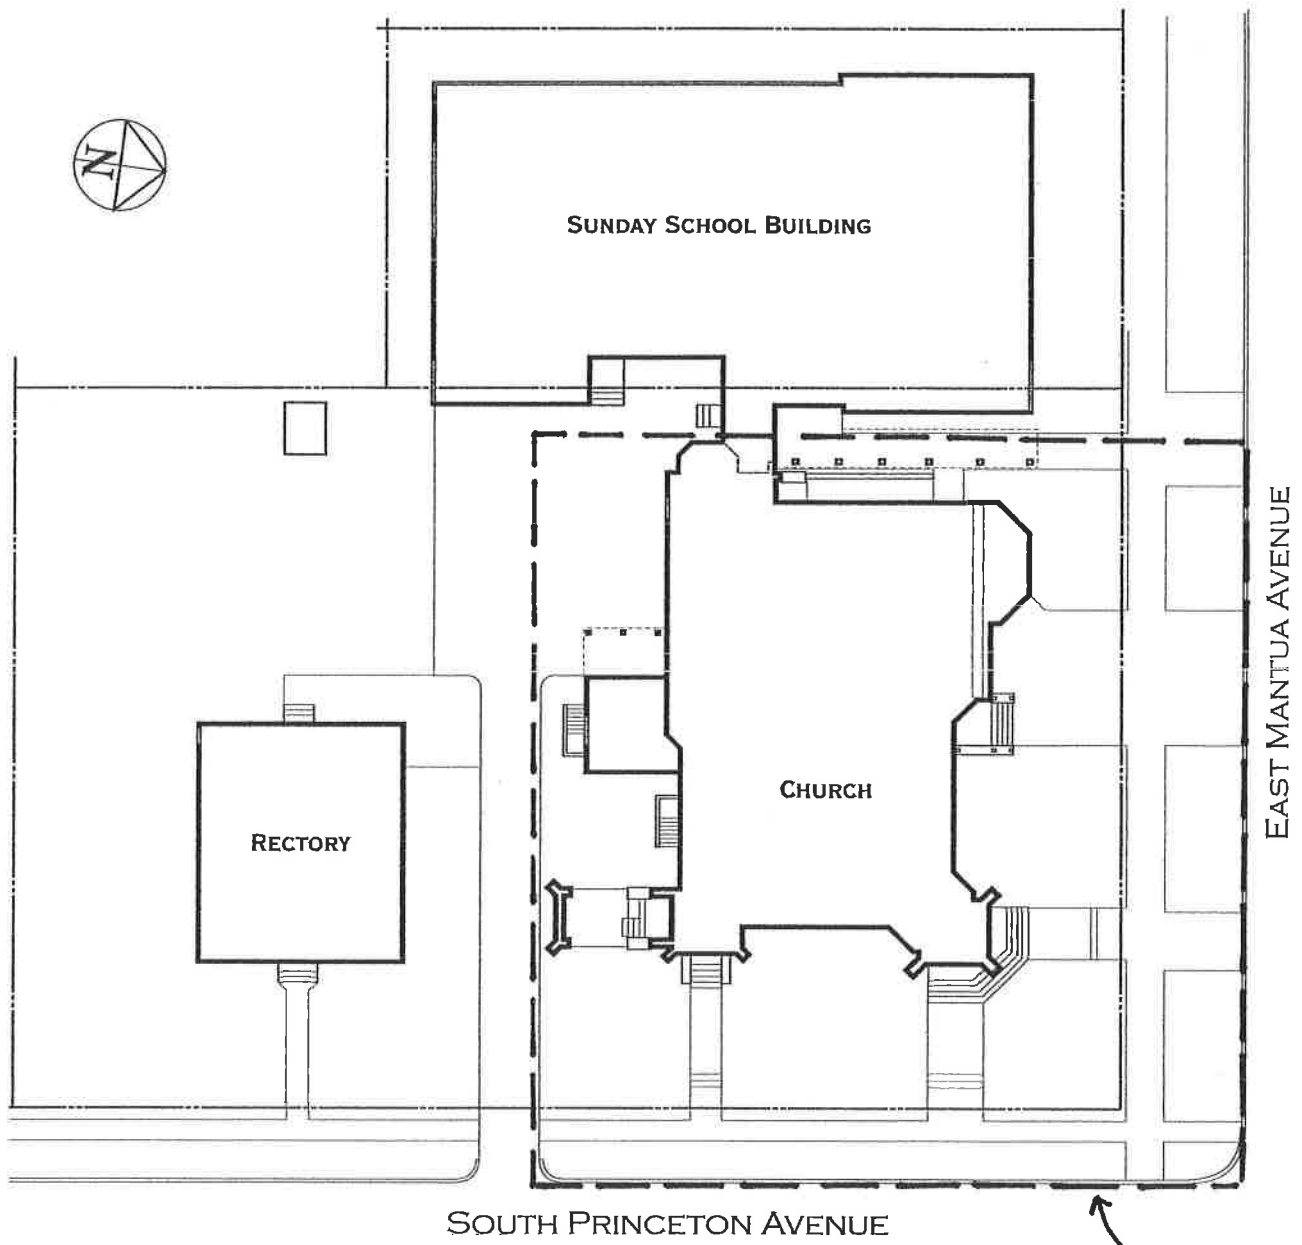 N
SUNDAY SCHOOL BUILDING
EAST MANTUA AVENUE
CHURCH
RECTORY
SOUTH PRINCETON AVENUE